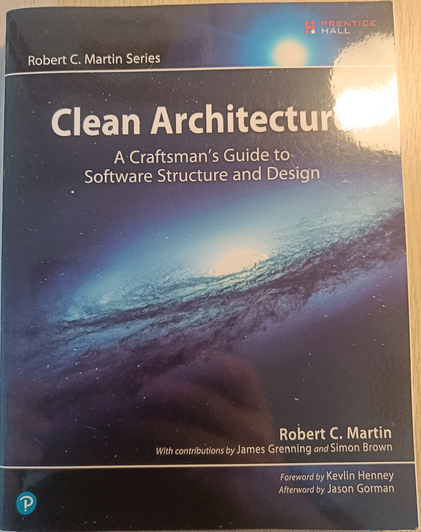 PRENTICE
HALL
Robert C. Martin Series
Clean Architectur
A Craftsman's Guide to
Software Structure and Design
Robert C. Martin
With contributions by James Grenning and Simon Brown
Foreword by Kevlin Henney
Afterword by Jason Gorman
P